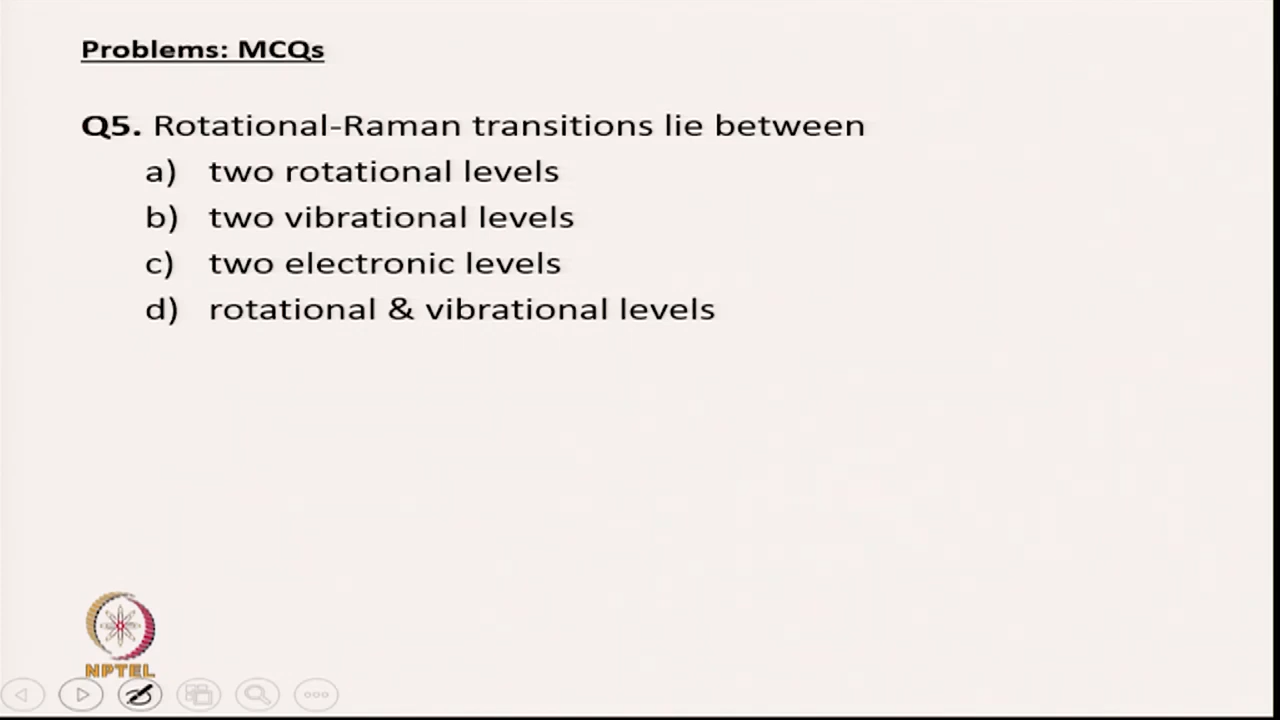 Problems: MCQs
Q5. Rotational-Raman transitions lie between
a) two rotational levels
b) two vibrational levels
c) two electronic levels
d) rotational & vibrational levels
NPTEL